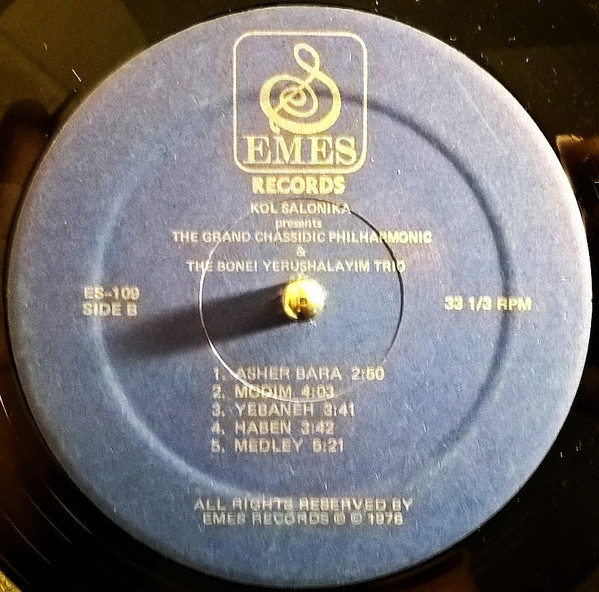 EMES
RECORDS
KOL SALONIKA
presents
THE GRAND CHASSIDIC PHILHARMONIC
&
THE BONEI YERUSHALAYIM TRIO
ES-109
SIDE B
33 1/3 RPM
1. ASHER BARA 2:50
2. MODIM 4:03
3. YEBANEH 3:41
4. HABEN 3:42
5. MEDLEY 5:21
ALL RIGHTS RESERVED BY
EMES RECORDS ℗ © 1976